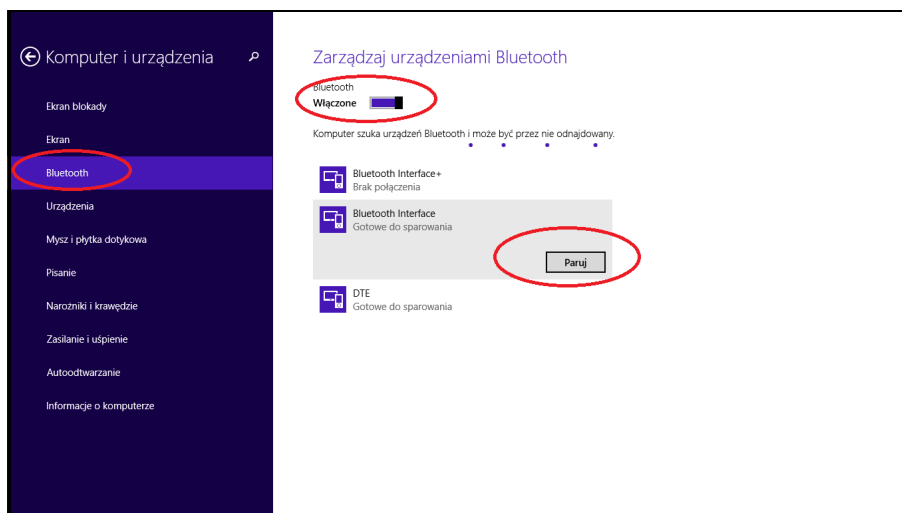 Komputer i urządzenia
Ekran blokady
Ekran
Bluetooth
Urządzenia
Mysz i płytka dotykowa
Pisanie
Narożniki i krawędzie
Zasilanie i uśpienie
Autoodtwarzanie
Informacje o komputerze
Zarządzaj urządzeniami Bluetooth
Bluetooth
Włączone
Komputer szuka urządzeń Bluetooth i może być przez nie odnajdowany.
Bluetooth Interface+
Brak połączenia
Bluetooth Interface
Gotowe do sparowania
Paruj
DTE
Gotowe do sparowania